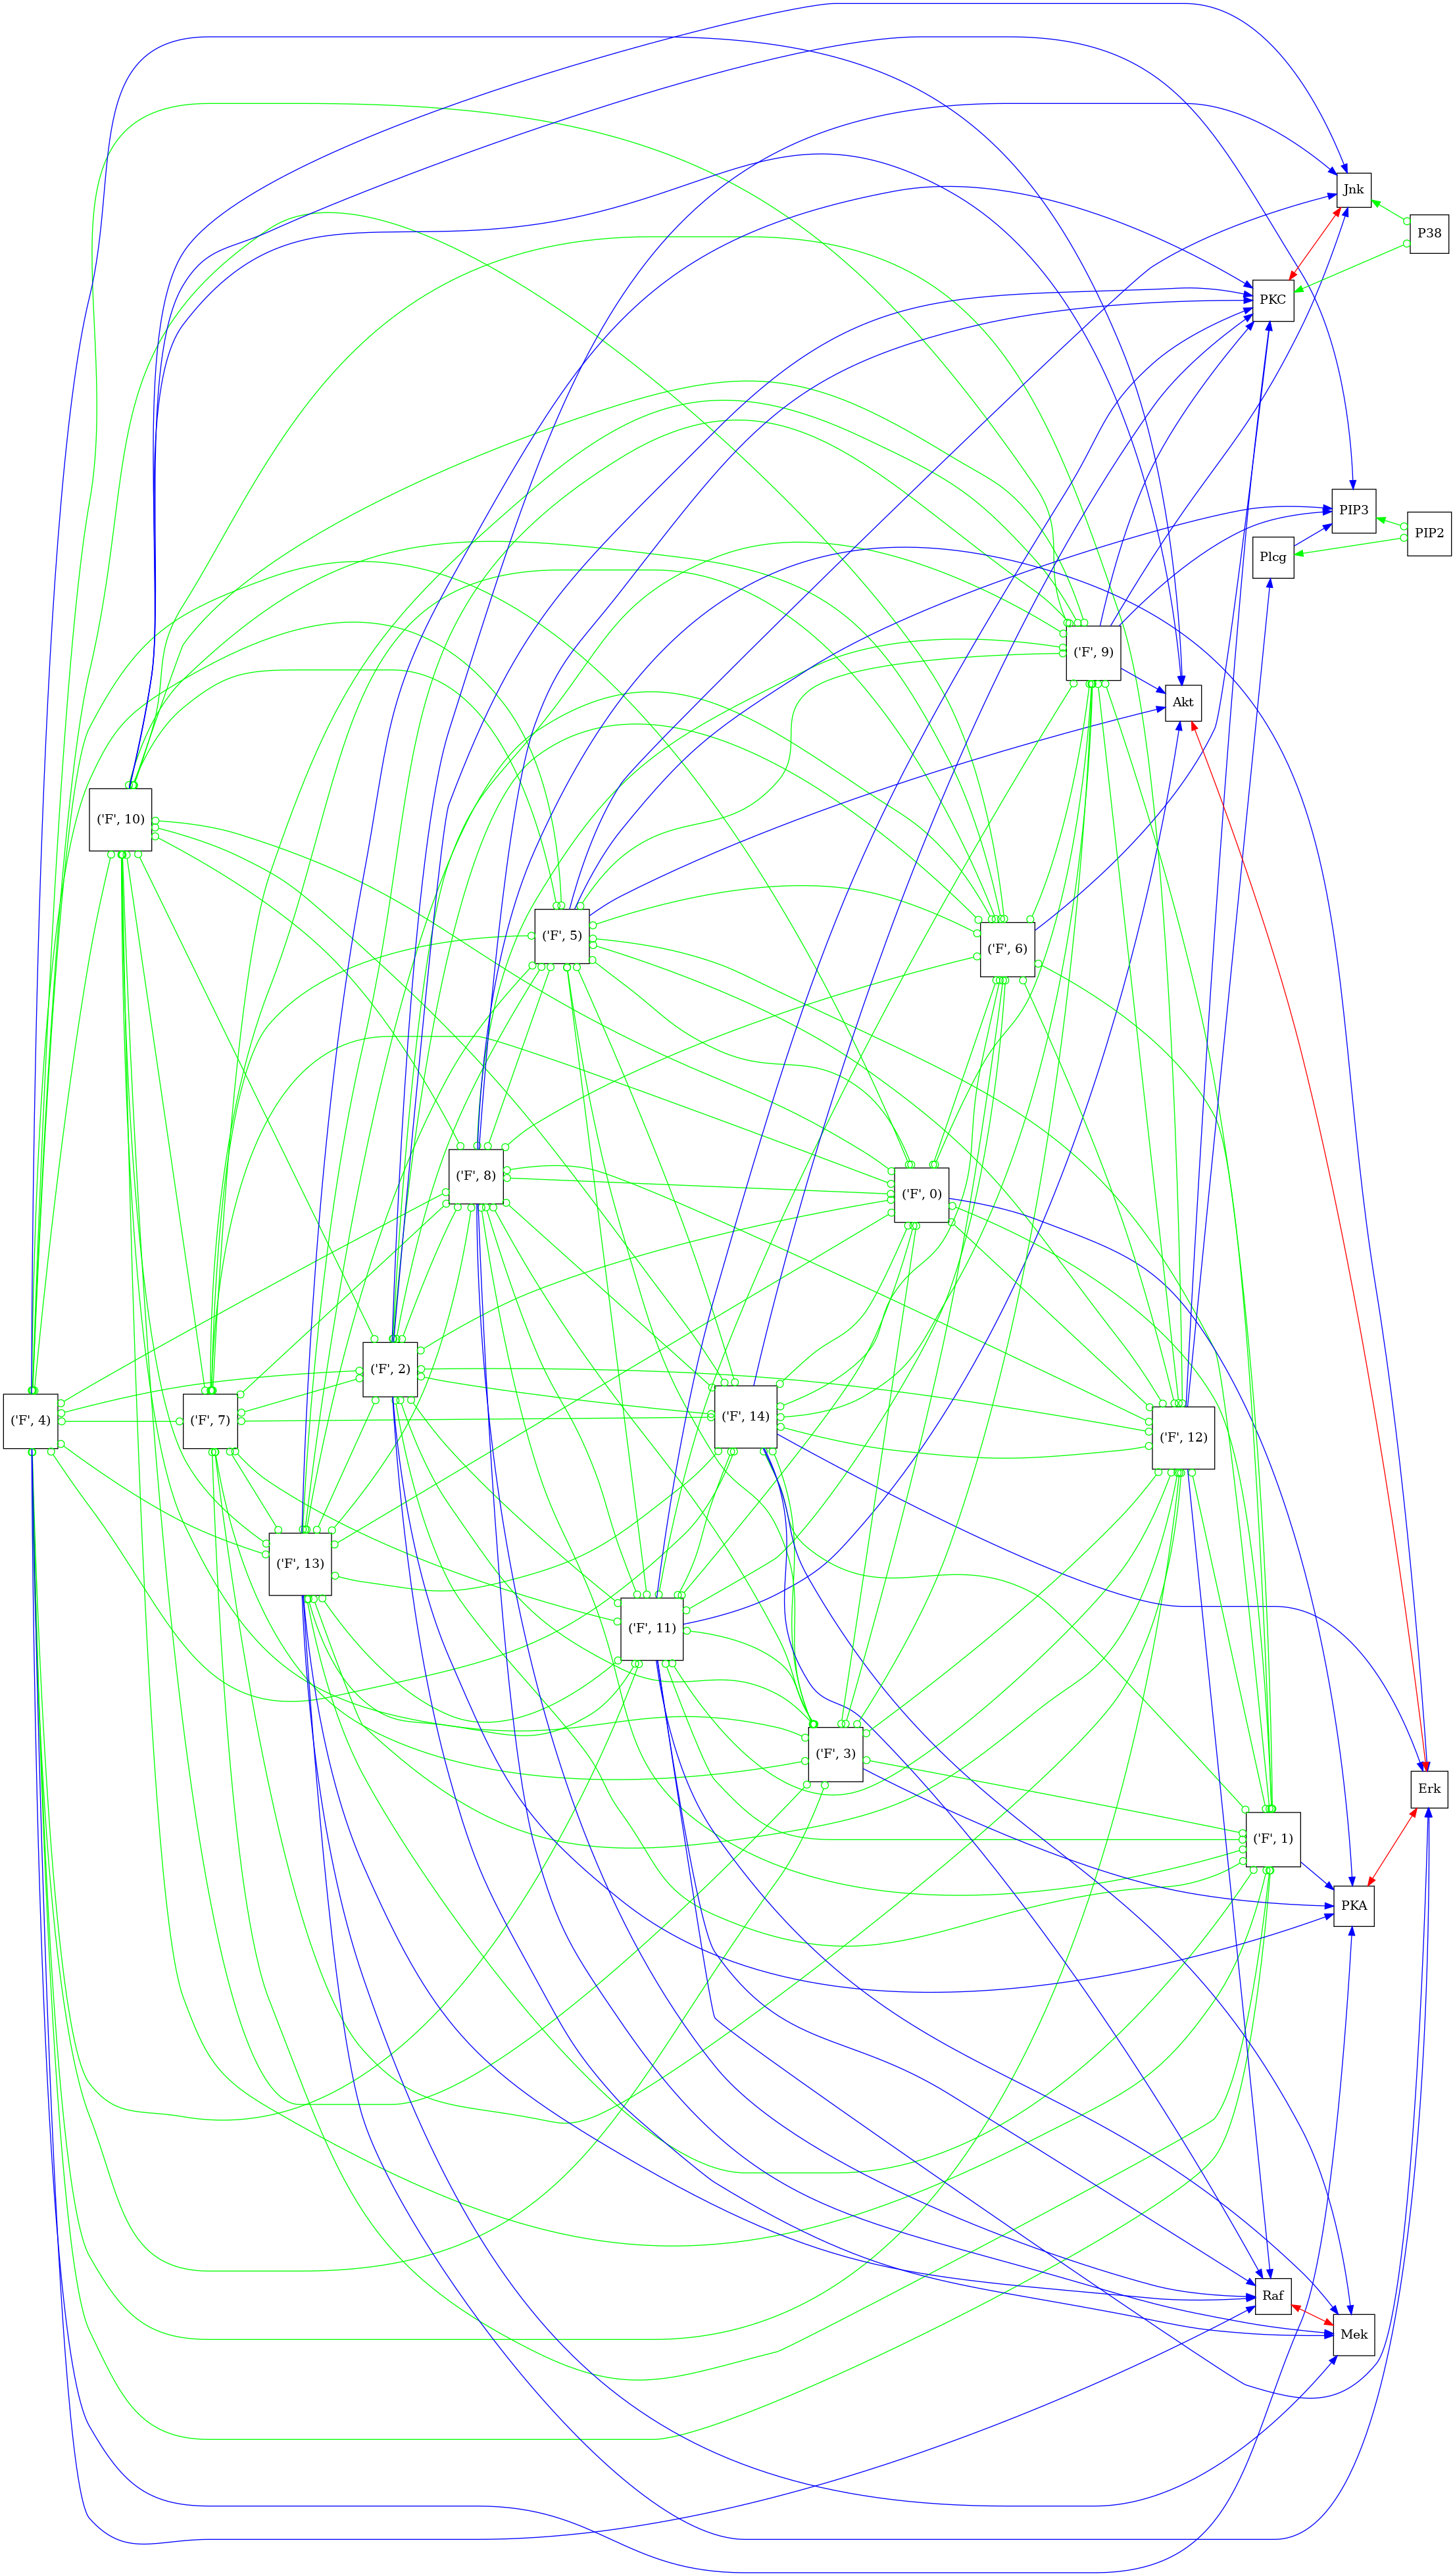 Jnk
P38
PKC
PIP3
PIP2
Plcg
('F', 9)
Akt
('F', 10)
('F', 5)
('F', 6)
('F', 8)
('F', 0)
('F', 2)
('F', 4)
('F', 7)
('F', 14)
('F', 12)
('F', 13)
('F', 11)
('F', 3)
Erk
('F', 1)
PKA
Raf
Mek